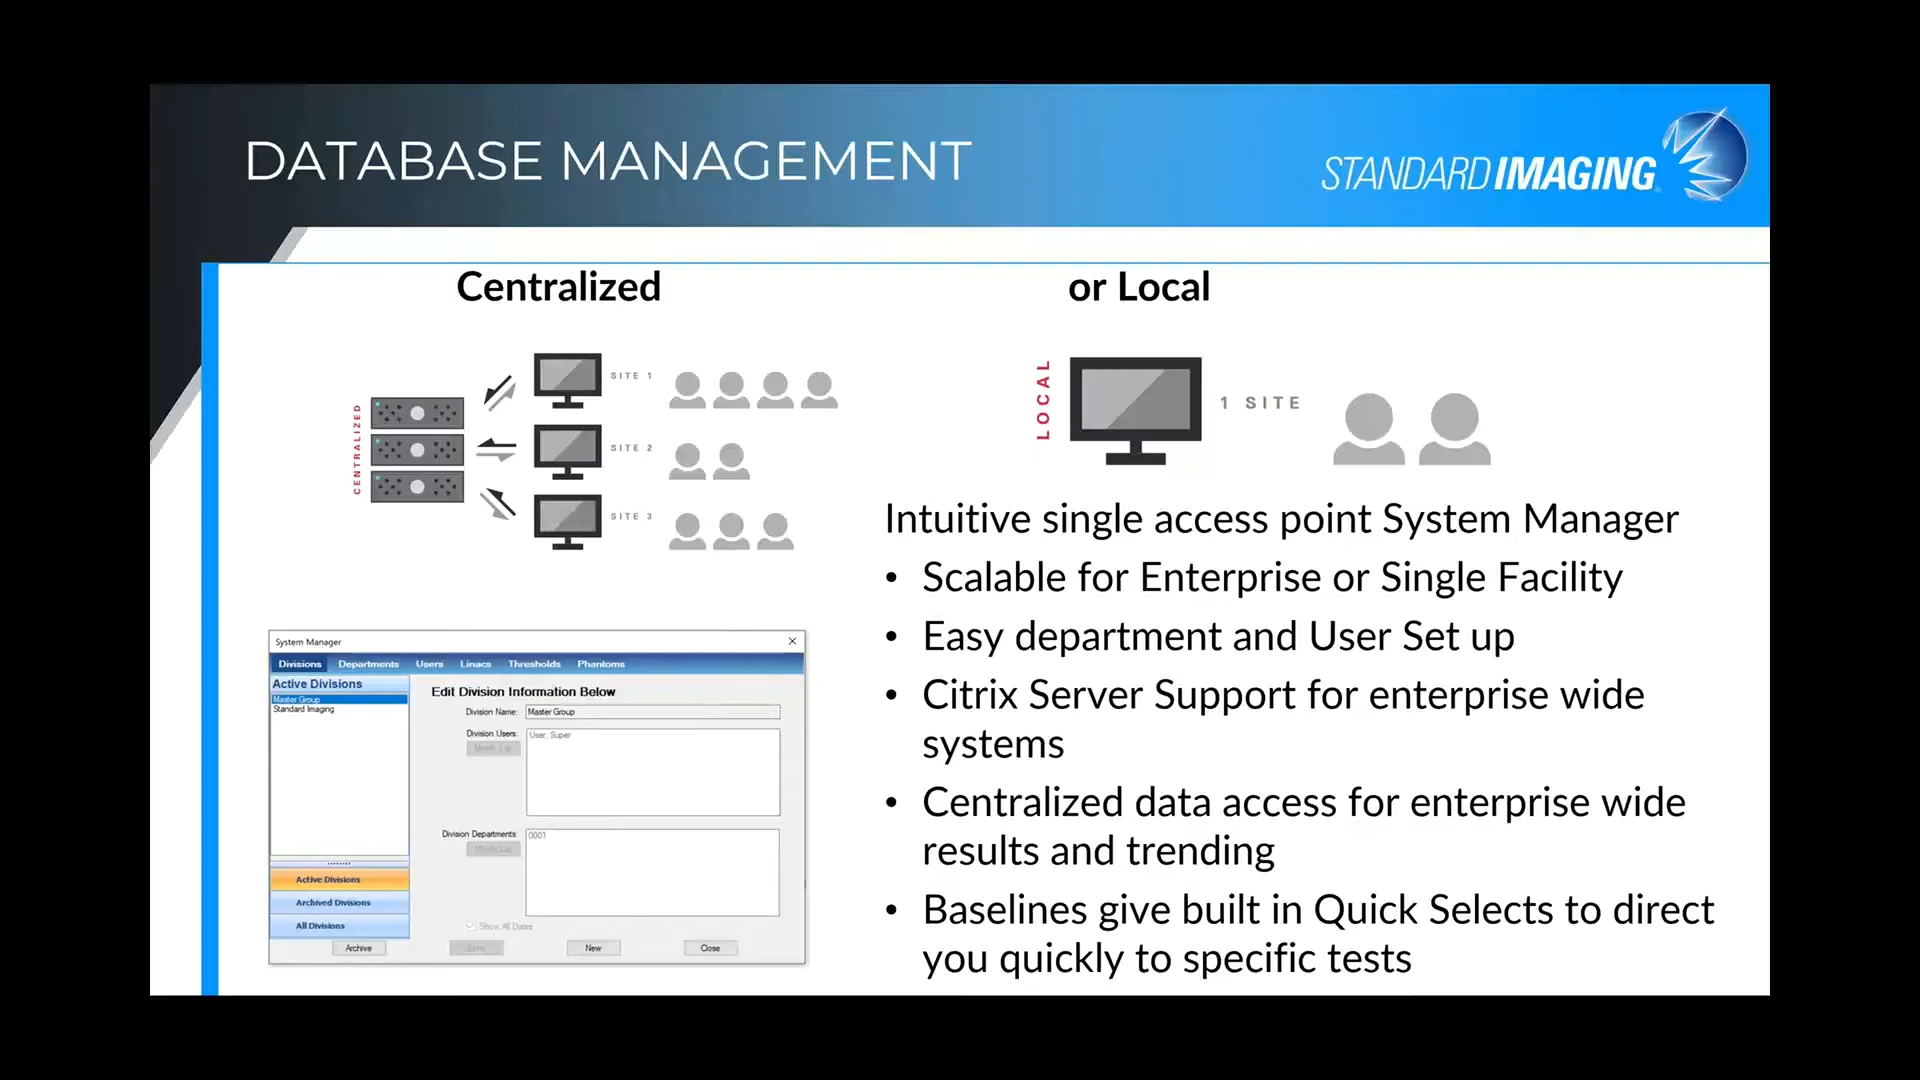 DATABASE MANAGEMENT
STANDARD IMAGING
Centralized
or Local
CENTRALIZED
SITE 1
SITE 2
SITE 3
LOCAL
1 SITE
Intuitive single access point System Manager
• Scalable for Enterprise or Single Facility
• Easy department and User Set up
• Citrix Server Support for enterprise wide
systems
• Centralized data access for enterprise wide
results and trending
• Baselines give built in Quick Selects to direct
you quickly to specific tests
System Manager
Divisions Departments Users Linacs Thresholds Phantoms
Active Divisions
Master Group
Standard Imaging
Edit Division Information Below
Division Name: Master Group
Division Users: User, Super
Division Departments: 0001
Active Divisions
Archived Divisions
All Divisions
Show All Dates
Archive New Close